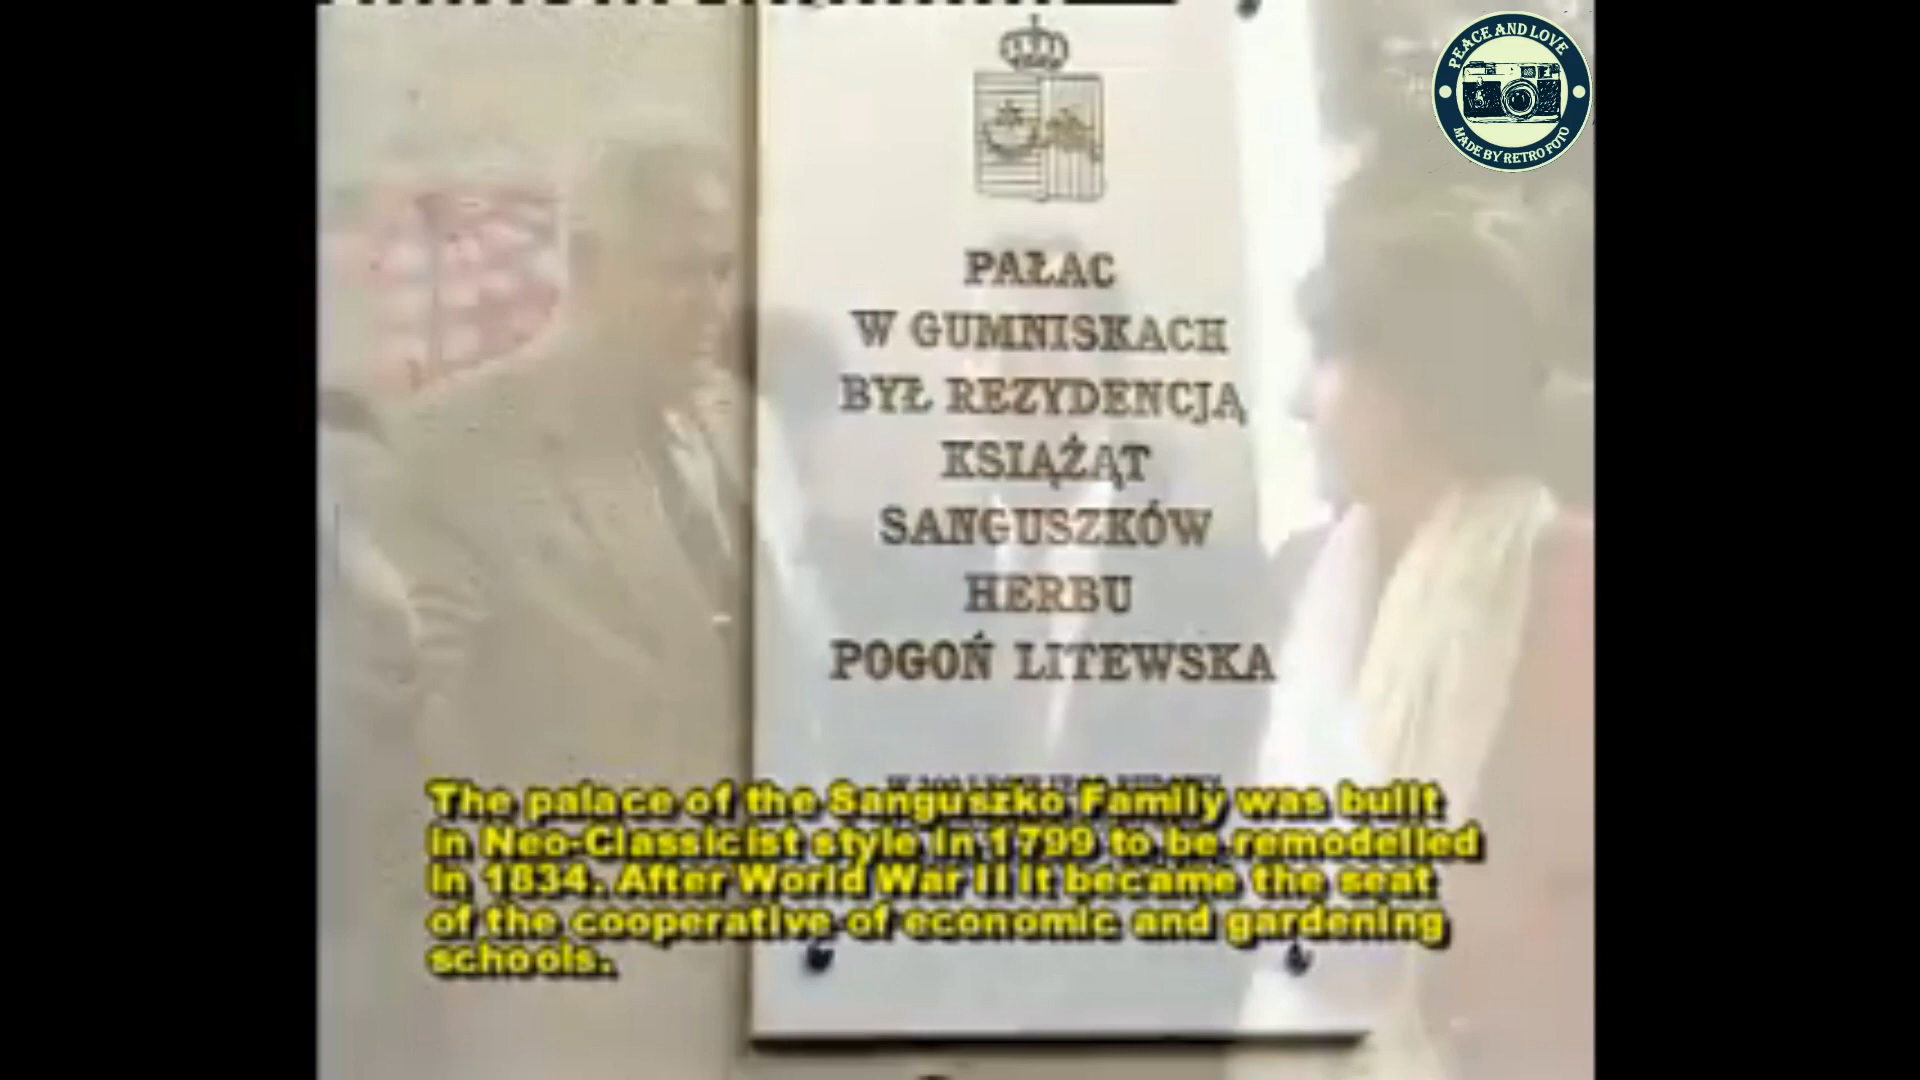 PEACE AND LOVE
MADE BY RETRO FOTO
PAŁAC
W GUMNISKACH
BYŁ REZYDENCJĄ
KSIĄŻĄT
SANGUSZKÓW
HERBU
POGOŃ LITEWSKA
The palace of the Sanguszko Family was built
in Neo-Classicist style in 1799 to be remodelled
in 1834. After World War II it became the seat
of the cooperative of economic and gardening
schools.